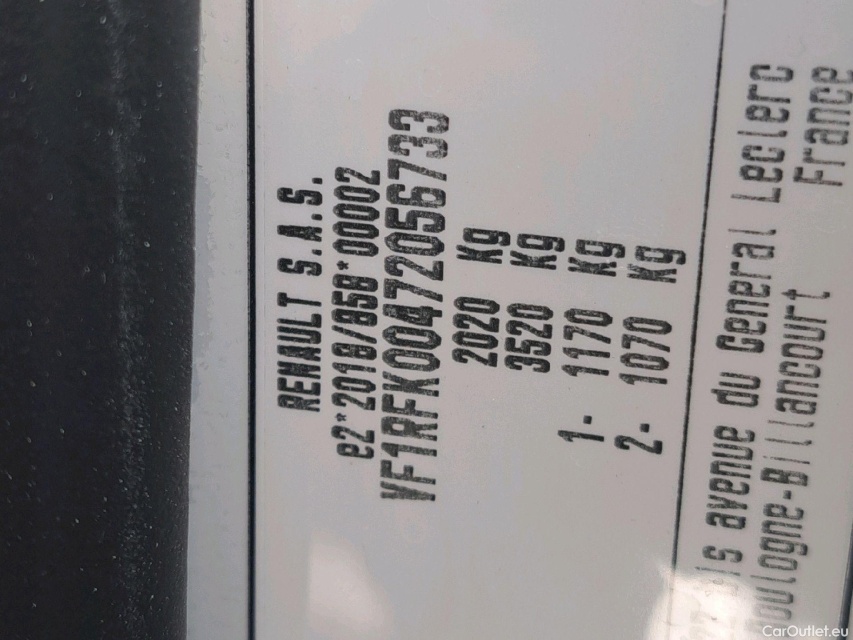 RENAULT S.A.S.
e2*2018/858*00002
VF1RFK00472056733
2020 Kg
3520 Kg
1- 1170 Kg
2- 1070 Kg
avenue du General Leclerc
Boulogne-Billancourt France
CarOutlet.eu